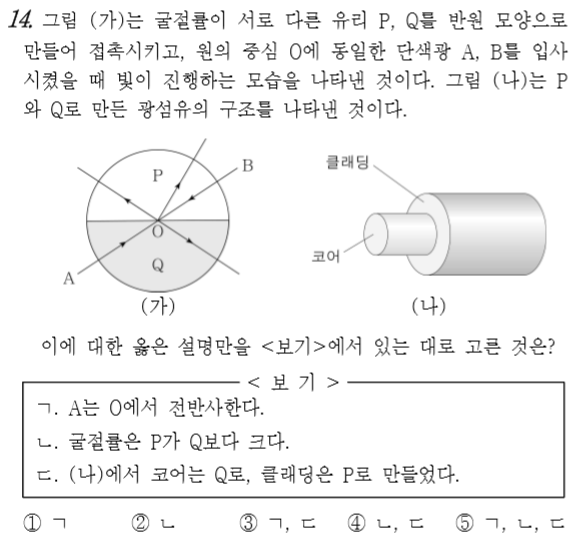 14. 그림 (가)는 굴절률이 서로 다른 유리 P, Q를 반원 모양으로
만들어 접촉시키고, 원의 중심 O에 동일한 단색광 A, B를 입사
시켰을 때 빛이 진행하는 모습을 나타낸 것이다. 그림 (나)는 P
와 Q로 만든 광섬유의 구조를 나타낸 것이다.
P
B
O
Q
A
(가)
클래딩
코어
(나)
이에 대한 옳은 설명만을 <보기>에서 있는 대로 고른 것은?
< 보 기 >
ㄱ. A는 O에서 전반사한다.
ㄴ. 굴절률은 P가 Q보다 크다.
ㄷ. (나)에서 코어는 Q로, 클래딩은 P로 만들었다.
① ㄱ ② ㄴ ③ ㄱ, ㄷ ④ ㄴ, ㄷ ⑤ ㄱ, ㄴ, ㄷ